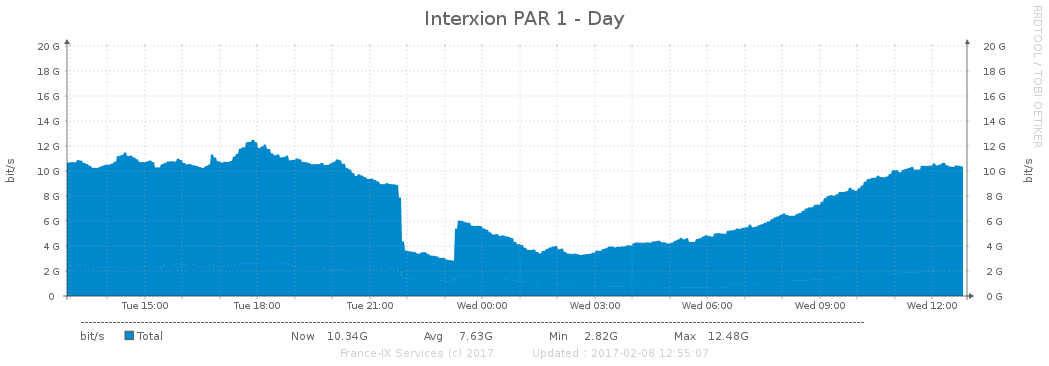 Interxion PAR 1 - Day
RRDTOOL / TOBI OETIKER
20 G 20 G
18 G 18 G
16 G 16 G
14 G 14 G
12 G 12 G
10 G 10 G
8 G 8 G
6 G 6 G
4 G 4 G
2 G 2 G
0 0 G
bit/s bit/s
Tue 15:00 Tue 18:00 Tue 21:00 Wed 00:00 Wed 03:00 Wed 06:00 Wed 09:00 Wed 12:00
bit/s Total Now 10.34G Avg 7.63G Min 2.82G Max 12.48G
France-IX Services (c) 2017 Updated : 2017-02-08 12:55:07